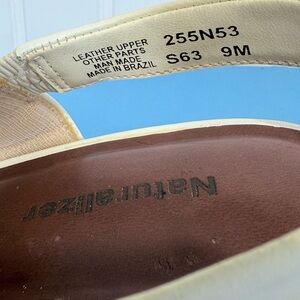 LEATHER UPPER
OTHER PARTS
MAN MADE
MADE IN BRAZIL
255N53
S63 9M
Naturalizer